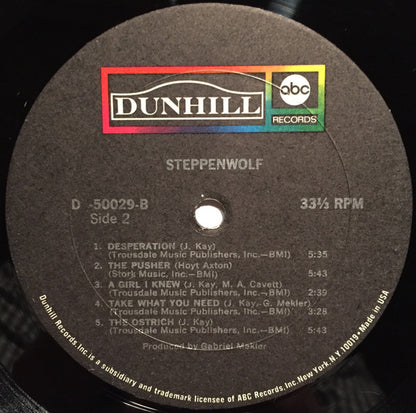 DUNHILL
abc
RECORDS
STEPPENWOLF
D -50029-B
Side 2
33⅓ RPM
1. DESPERATION (J. Kay)
(Trousdale Music Publishers, Inc.—BMI) 5:35
2. THE PUSHER (Hoyt Axton)
(Stork Music, Inc.—BMI) 5:43
3. A GIRL I KNEW (J. Kay, M. A. Cavett)
(Trousdale Music Publishers, Inc.—BMI) 2:39
4. TAKE WHAT YOU NEED (J. Kay, G. Mekler)
(Trousdale Music Publishers, Inc.—BMI) 3:28
5. THE OSTRICH (J. Kay)
(Trousdale Music Publishers, Inc.—BMI) 5:43
Produced by Gabriel Mekler
Dunhill Records, Inc. is a subsidiary and trademark licensee of ABC Records, Inc. New York, N.Y. 10019 • Made in USA